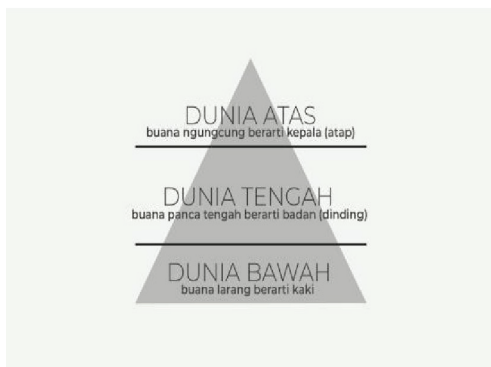 DUNIA ATAS
buana ngungcung berarti kepala (atap)
DUNIA TENGAH
buana panca tengah berarti badan (dinding)
DUNIA BAWAH
buana larang berarti kaki